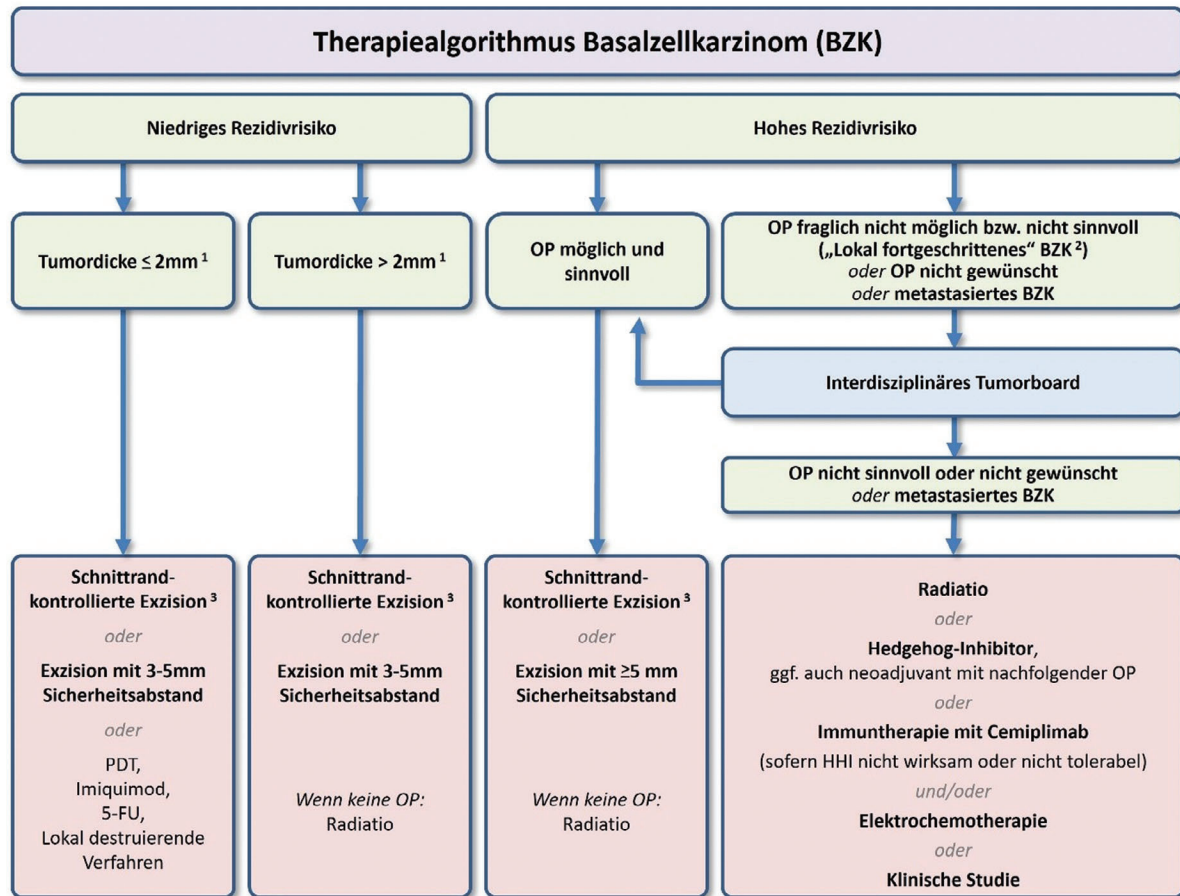 Therapiealgorithmus Basalzellkarzinom (BZK)
Niedriges Rezidivrisiko
Hohes Rezidivrisiko
Tumordicke ≤ 2mm ¹
Tumordicke > 2mm ¹
OP möglich und
sinnvoll
OP fraglich nicht möglich bzw. nicht sinnvoll
(„Lokal fortgeschrittenes“ BZK ²)
oder OP nicht gewünscht
oder metastasiertes BZK
Interdisziplinäres Tumorboard
OP nicht sinnvoll oder nicht gewünscht
oder metastasiertes BZK
Schnittrand-
kontrollierte Exzision ³
oder
Exzision mit 3-5mm
Sicherheitsabstand
oder
PDT,
Imiquimod,
5-FU,
Lokal destruierende
Verfahren
Schnittrand-
kontrollierte Exzision ³
oder
Exzision mit 3-5mm
Sicherheitsabstand
Wenn keine OP:
Radiatio
Schnittrand-
kontrollierte Exzision ³
oder
Exzision mit ≥5 mm
Sicherheitsabstand
Wenn keine OP:
Radiatio
Radiatio
oder
Hedgehog-Inhibitor,
ggf. auch neoadjuvant mit nachfolgender OP
oder
Immuntherapie mit Cemiplimab
(sofern HHI nicht wirksam oder nicht tolerabel)
und/oder
Elektrochemotherapie
oder
Klinische Studie